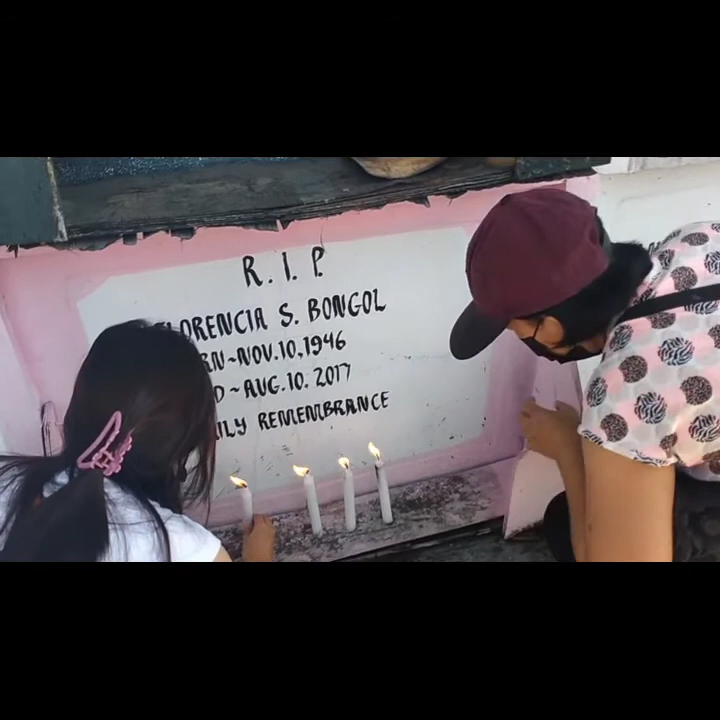 R.I.P.
LORENCIA S. BONGOL
RN~NOV.10,1946
D~AUG.10.2017
ILY REMEMBRANCE